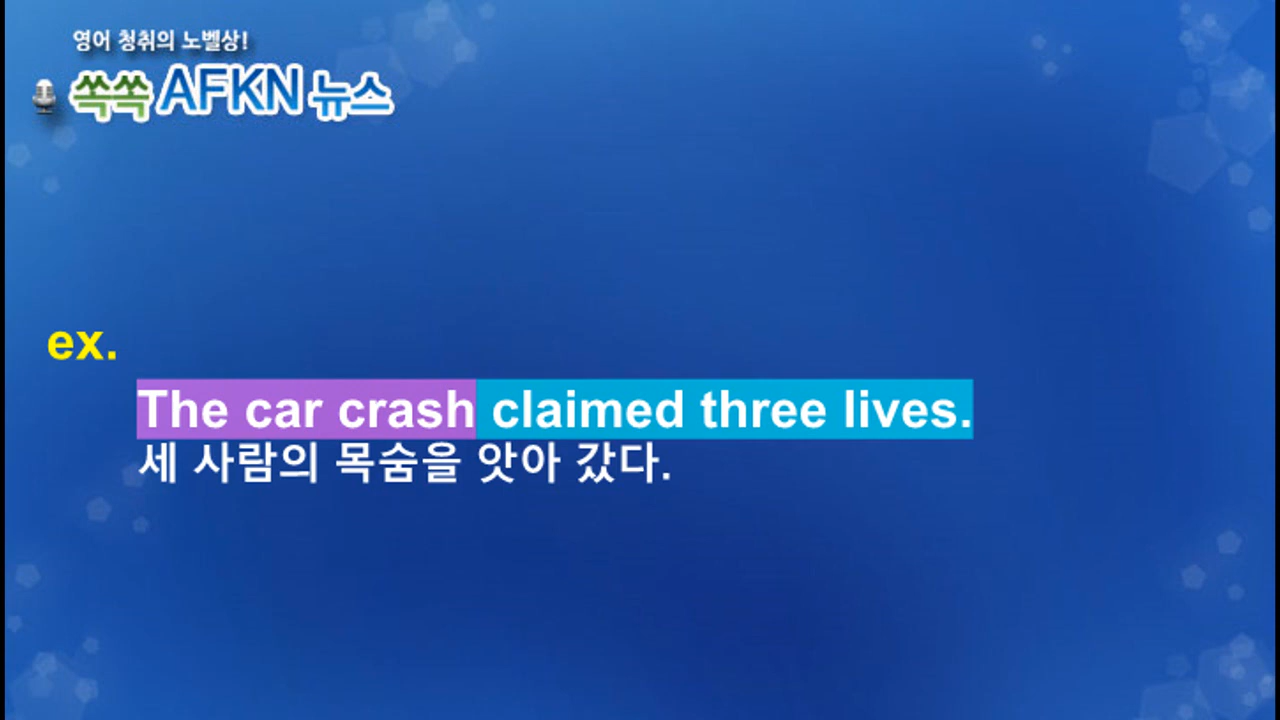 영어 청취의 노벨상!
쏙쏙 AFKN 뉴스
ex.
The car crash claimed three lives.
세 사람의 목숨을 앗아 갔다.